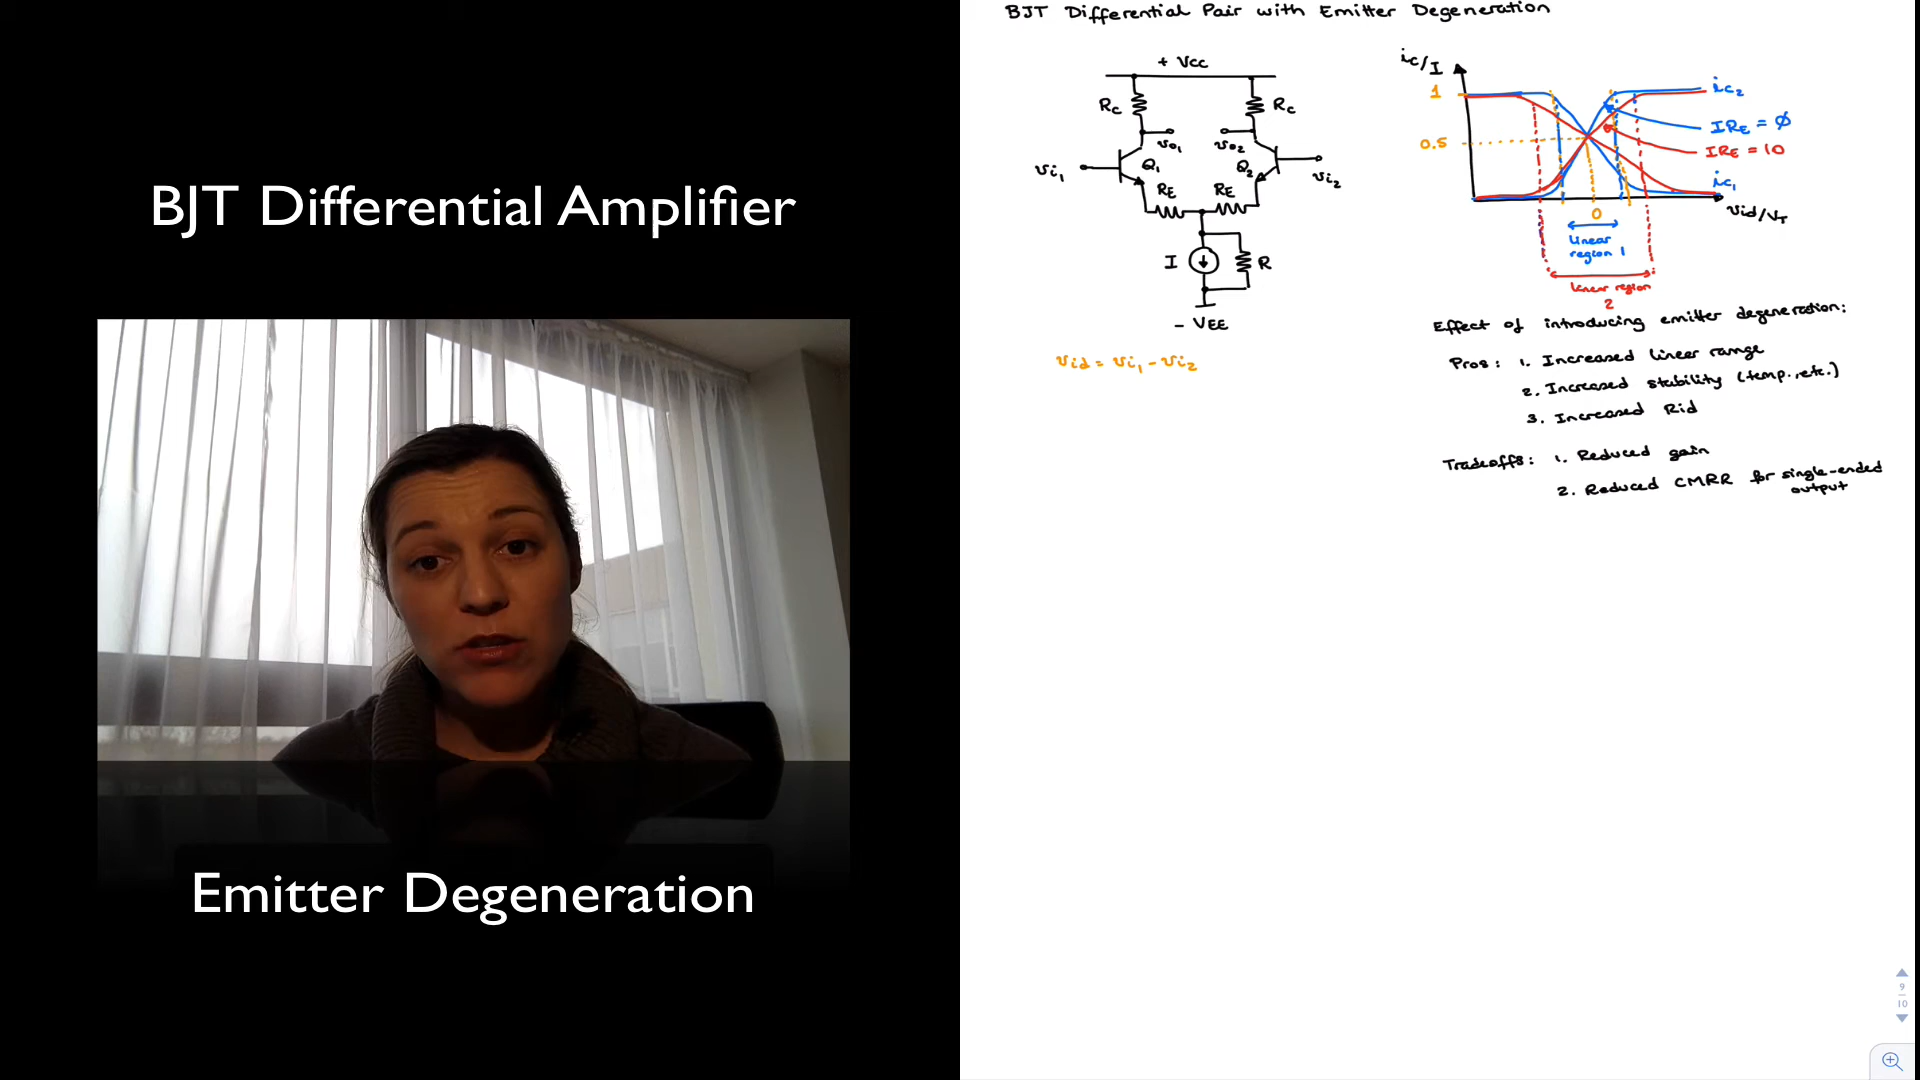 BJT Differential Amplifier
Emitter Degeneration
BJT Differential Pair with Emitter Degeneration
+ Vcc
Rc
Rc
vo1
vo2
vi1
Q1
Q2
vi2
RE
RE
I
R
- VEE
vid = vi1 - vi2
ic/I
1
0.5
ic2
IRE = 0
IRE = 10
ic1
0
vid/VT
linear
region 1
linear region
2
Effect of introducing emitter degeneration:
Pros: 1. Increased linear range
2. Increased stability (temp., etc.)
3. Increased Rid
Tradeoffs: 1. Reduced gain
2. Reduced CMRR for single-ended
output
9
10